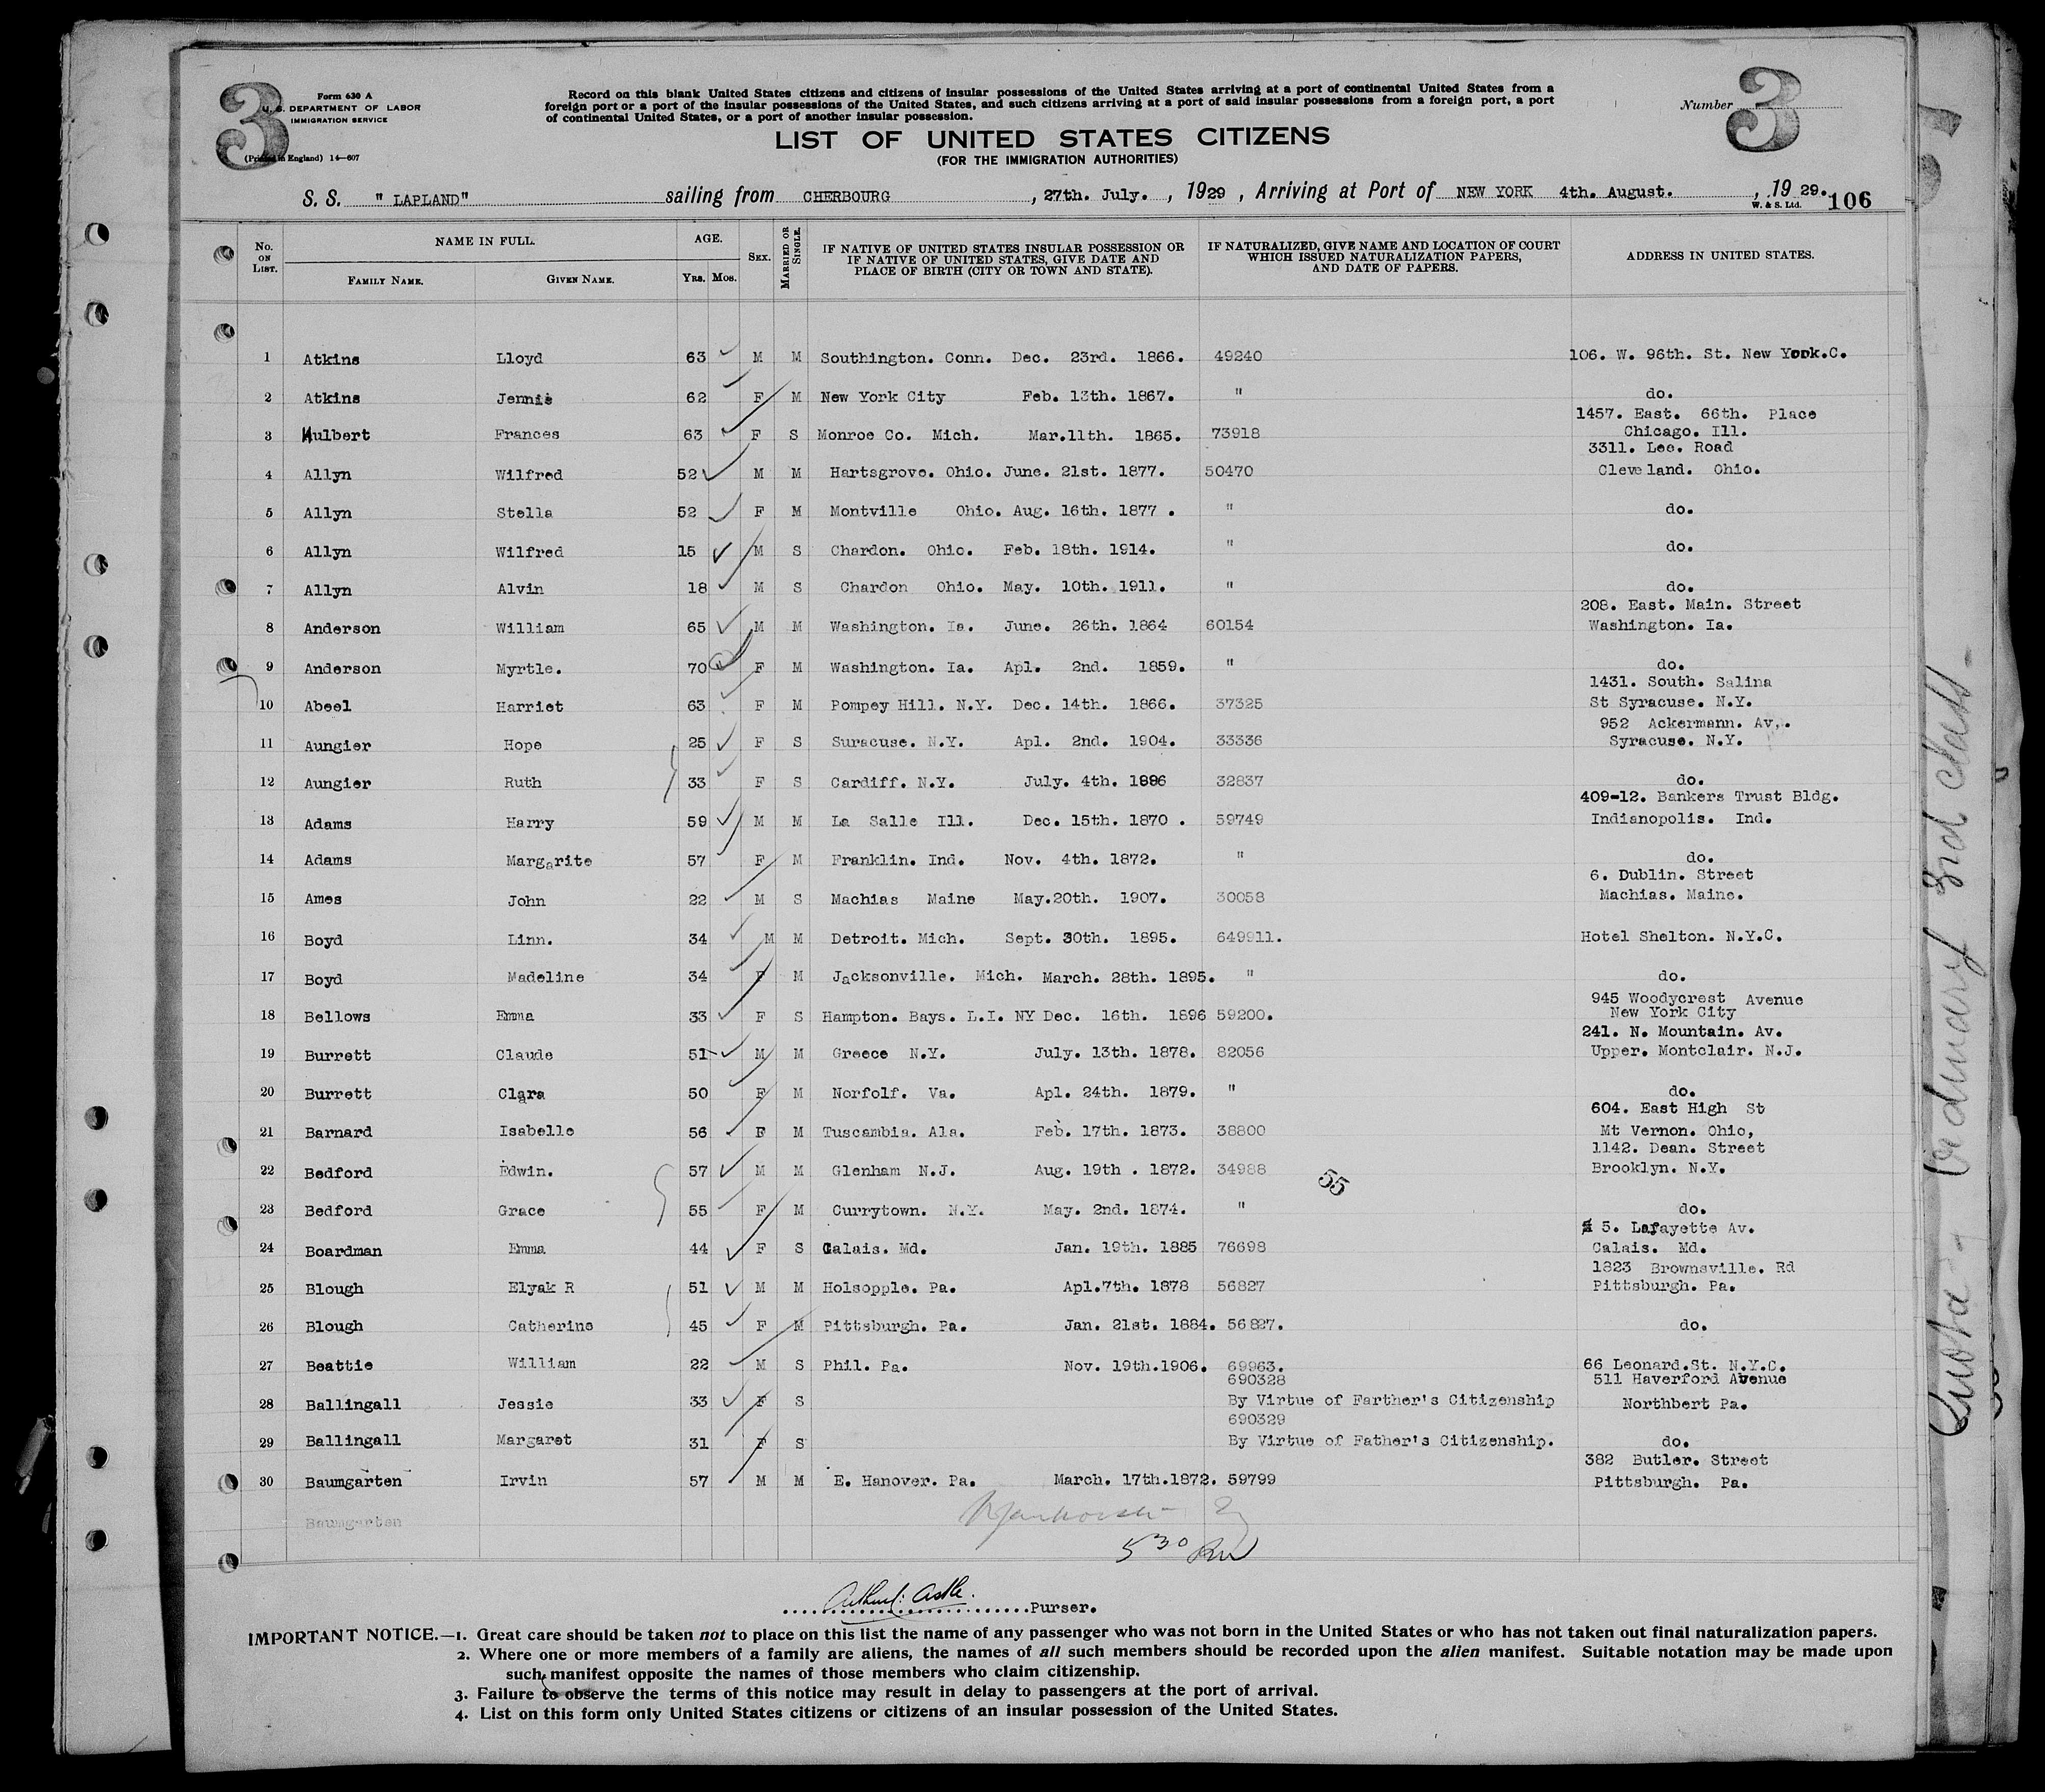 3
Form 630 A
U. S. DEPARTMENT OF LABOR
IMMIGRATION SERVICE
(Printed in England) 14—607
Record on this blank United States citizens and citizens of insular possessions of the United States arriving at a port of continental United States from a
foreign port or a port of the insular possessions of the United States, and such citizens arriving at a port of said insular possessions from a foreign port, a port
of continental United States, or a port of another insular possession.
LIST OF UNITED STATES CITIZENS
(FOR THE IMMIGRATION AUTHORITIES)
Number 3
S. S. "LAPLAND" sailing from CHERBOURG, 27th. July., 1929, Arriving at Port of NEW YORK 4th. August., 1929.
W. & S. Ltd. 106
No. ON LIST. NAME IN FULL. AGE. SEX. MARRIED OR SINGLE. IF NATIVE OF UNITED STATES INSULAR POSSESSION OR IF NATIVE OF UNITED STATES, GIVE DATE AND PLACE OF BIRTH (CITY OR TOWN AND STATE). IF NATURALIZED, GIVE NAME AND LOCATION OF COURT WHICH ISSUED NATURALIZATION PAPERS, AND DATE OF PAPERS. ADDRESS IN UNITED STATES.
FAMILY NAME. GIVEN NAME. YRS. MOS.
1 Atkins Lloyd 63 M M Southington. Conn. Dec. 23rd. 1866. 49240 106. W. 96th. St. New York.C.
2 Atkins Jennie 62 F M New York City Feb. 13th. 1867. " do.
1457. East. 66th. Place
3 Hulbert Frances 63 F S Monroe Co. Mich. Mar.11th. 1865. 73918 Chicago. Ill.
3311. Lee. Road
4 Allyn Wilfred 52 M M Hartsgrove. Ohio. June. 21st. 1877. 50470 Cleveland. Ohio.
5 Allyn Stella 52 F M Montville Ohio. Aug. 16th. 1877 . " do.
6 Allyn Wilfred 15 M S Chardon. Ohio. Feb. 18th. 1914. " do.
7 Allyn Alvin 18 M S Chardon Ohio. May. 10th. 1911. " do.
208. East. Main. Street
8 Anderson William 65 M M Washington. Ia. June. 26th. 1864 60154 Washington. Ia.
9 Anderson Myrtle. 70 F M Washington. Ia. Apl. 2nd. 1859. " do.
1431. South. Salina
10 Abeel Harriet 63 F M Pompey Hill. N.Y. Dec. 14th. 1866. 37325 St Syracuse. N.Y.
952 Ackermann. Av,.
11 Aungier Hope 25 F S Suracuse. N.Y. Apl. 2nd. 1904. 33336 Syracuse. N.Y.
12 Aungier Ruth 33 F S Cardiff. N.Y. July. 4th. 1896 32837 do.
409-12. Bankers Trust Bldg.
13 Adams Harry 59 M M La Salle Ill. Dec. 15th. 1870 . 59749 Indianopolis. Ind.
14 Adams Margarite 57 F M Franklin. Ind. Nov. 4th. 1872. " do.
6. Dublin. Street
15 Ames John 22 M S Machias Maine May.20th. 1907. 30058 Machias. Maine.
16 Boyd Linn. 34 M M Detroit. Mich. Sept. 30th. 1895. 649911. Hotel Shelton. N.Y.C.
17 Boyd Madeline 34 F M Jacksonville. Mich. March. 28th. 1895. " do.
945 Woodycrest Avenue
18 Bellows Emma 33 F S Hampton. Bays. L.I. NY Dec. 16th. 1896 59200. New York City
241. N. Mountain. Av.
19 Burrett Claude 51 M M Greece N.Y. July. 13th. 1878. 82056 Upper. Montclair. N.J.
20 Burrett Clara 50 F M Norfolf. Va. Apl. 24th. 1879. " do.
604. East High St
21 Barnard Isabelle 56 F M Tuscambia. Ala. Feb. 17th. 1873. 38800 Mt Vernon. Ohio,
1142. Dean. Street
22 Bedford Edwin. 57 M M Glenham N.J. Aug. 19th . 1872. 34988 Brooklyn. N.Y.
55
23 Bedford Grace 55 F M Currytown. N.Y. May. 2nd. 1874. " do.
5. Lafayette Av.
24 Boardman Emma 44 F S Calais. Md. Jan. 19th. 1885 76698 Calais. Md.
1823 Brownsville. Rd
25 Blough Elyak R 51 M M Holsopple. Pa. Apl.7th. 1878 56827 Pittsburgh. Pa.
26 Blough Catherine 45 F M Pittsburgh. Pa. Jan. 21st. 1884. 56827. do.
27 Beattie William 22 M S Phil. Pa. Nov. 19th.1906. 69963. 66 Leonard.St. N.Y.C.
690328 511 Haverford Avenue
28 Ballingall Jessie 33 F S By Virtue of Farther's Citizenship Northbert Pa.
690329
29 Ballingall Margaret 31 F S By Virtue of Father's Citizenship. do.
382 Butler. Street
30 Baumgarten Irvin 57 M M E. Hanover. Pa. March. 17th.1872. 59799 Pittsburgh. Pa.
Baumgarten
5 30
Purser.
IMPORTANT NOTICE.—1. Great care should be taken not to place on this list the name of any passenger who was not born in the United States or who has not taken out final naturalization papers.
2. Where one or more members of a family are aliens, the names of all such members should be recorded upon the alien manifest. Suitable notation may be made upon
such manifest opposite the names of those members who claim citizenship.
3. Failure to observe the terms of this notice may result in delay to passengers at the port of arrival.
4. List on this form only United States citizens or citizens of an insular possession of the United States.
3rd Class